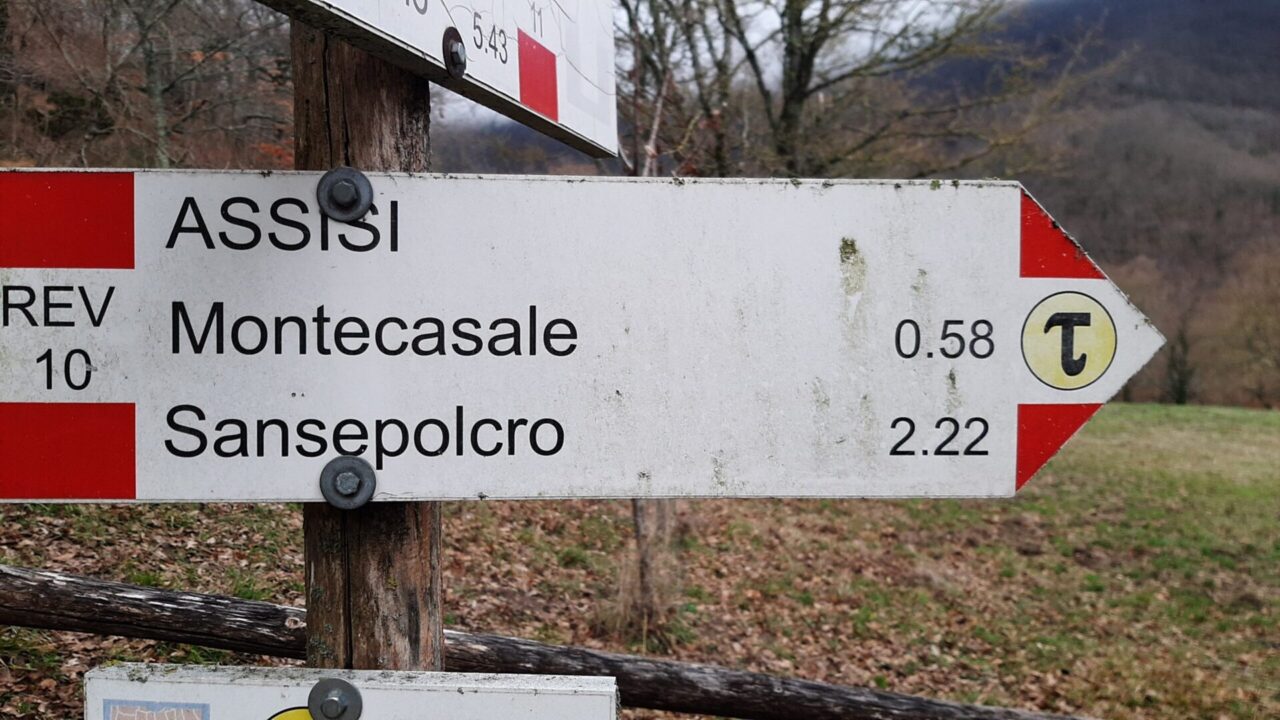 5.43
11
ASSISI
REV
10
Montecasale 0.58
τ
Sansepolcro 2.22